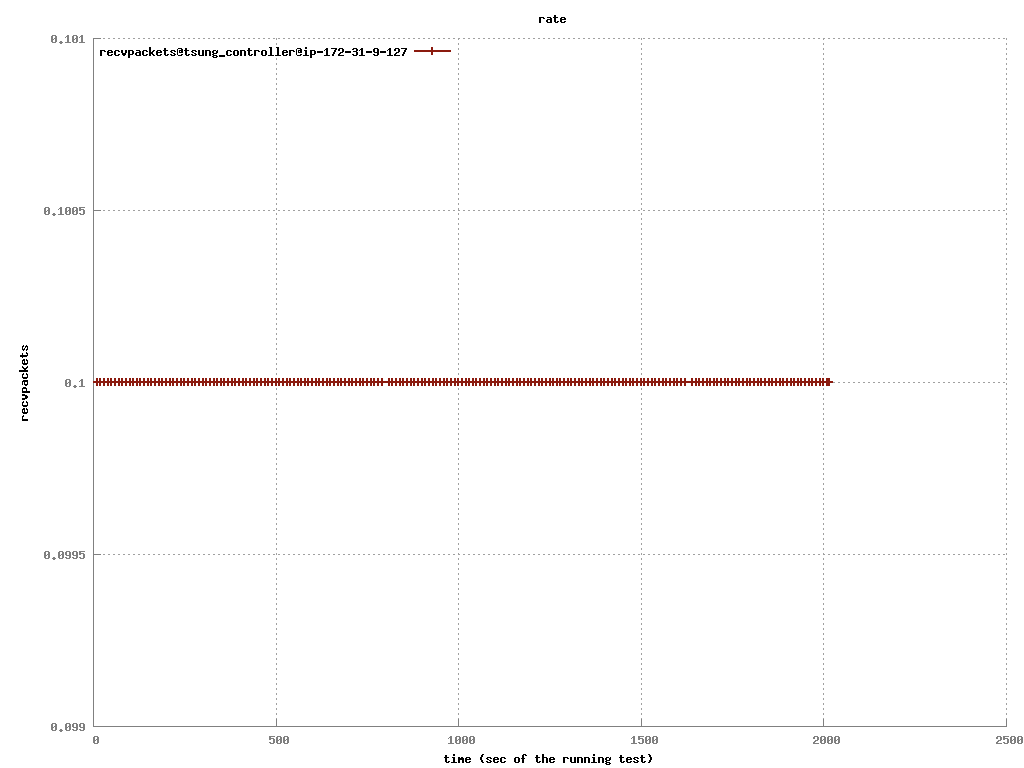 rate
0.101
recvpackets@tsung_controller@ip-172-31-9-127
0.1005
0.1
recvpackets
0.0995
0.099
0 500 1000 1500 2000 2500
time (sec of the running test)